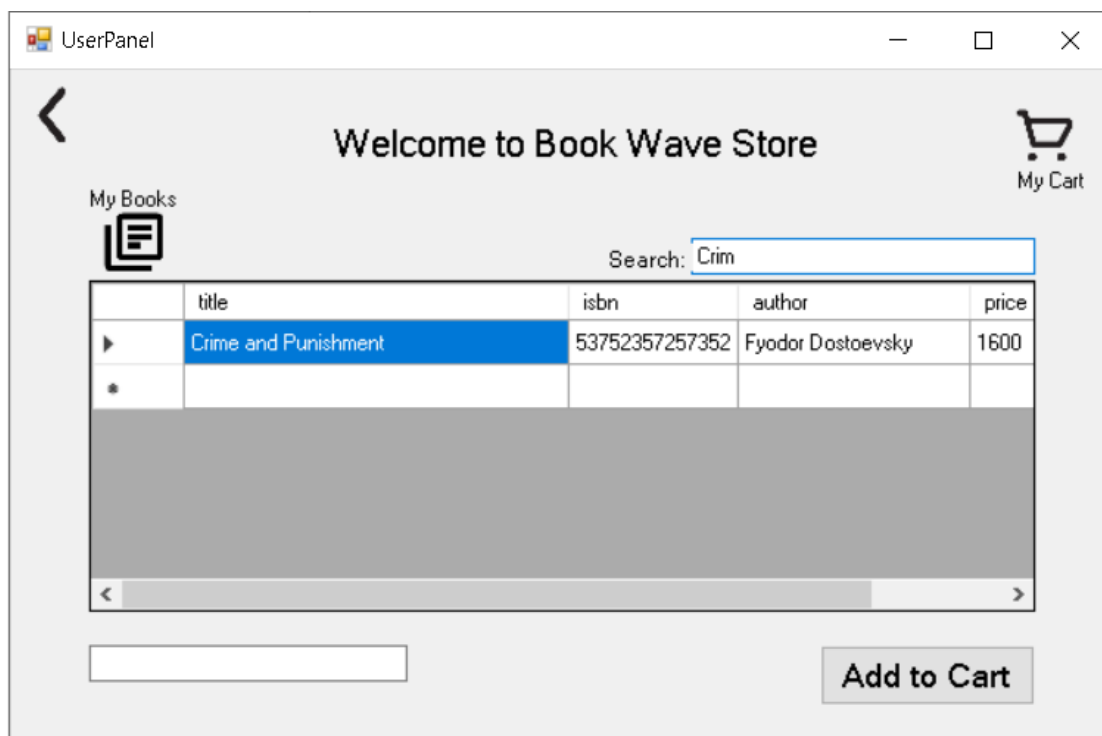 UserPanel
Welcome to Book Wave Store
My Cart
My Books
Search: Crim
title isbn author price
Crime and Punishment 53752357257352 Fyodor Dostoevsky 1600
Add to Cart